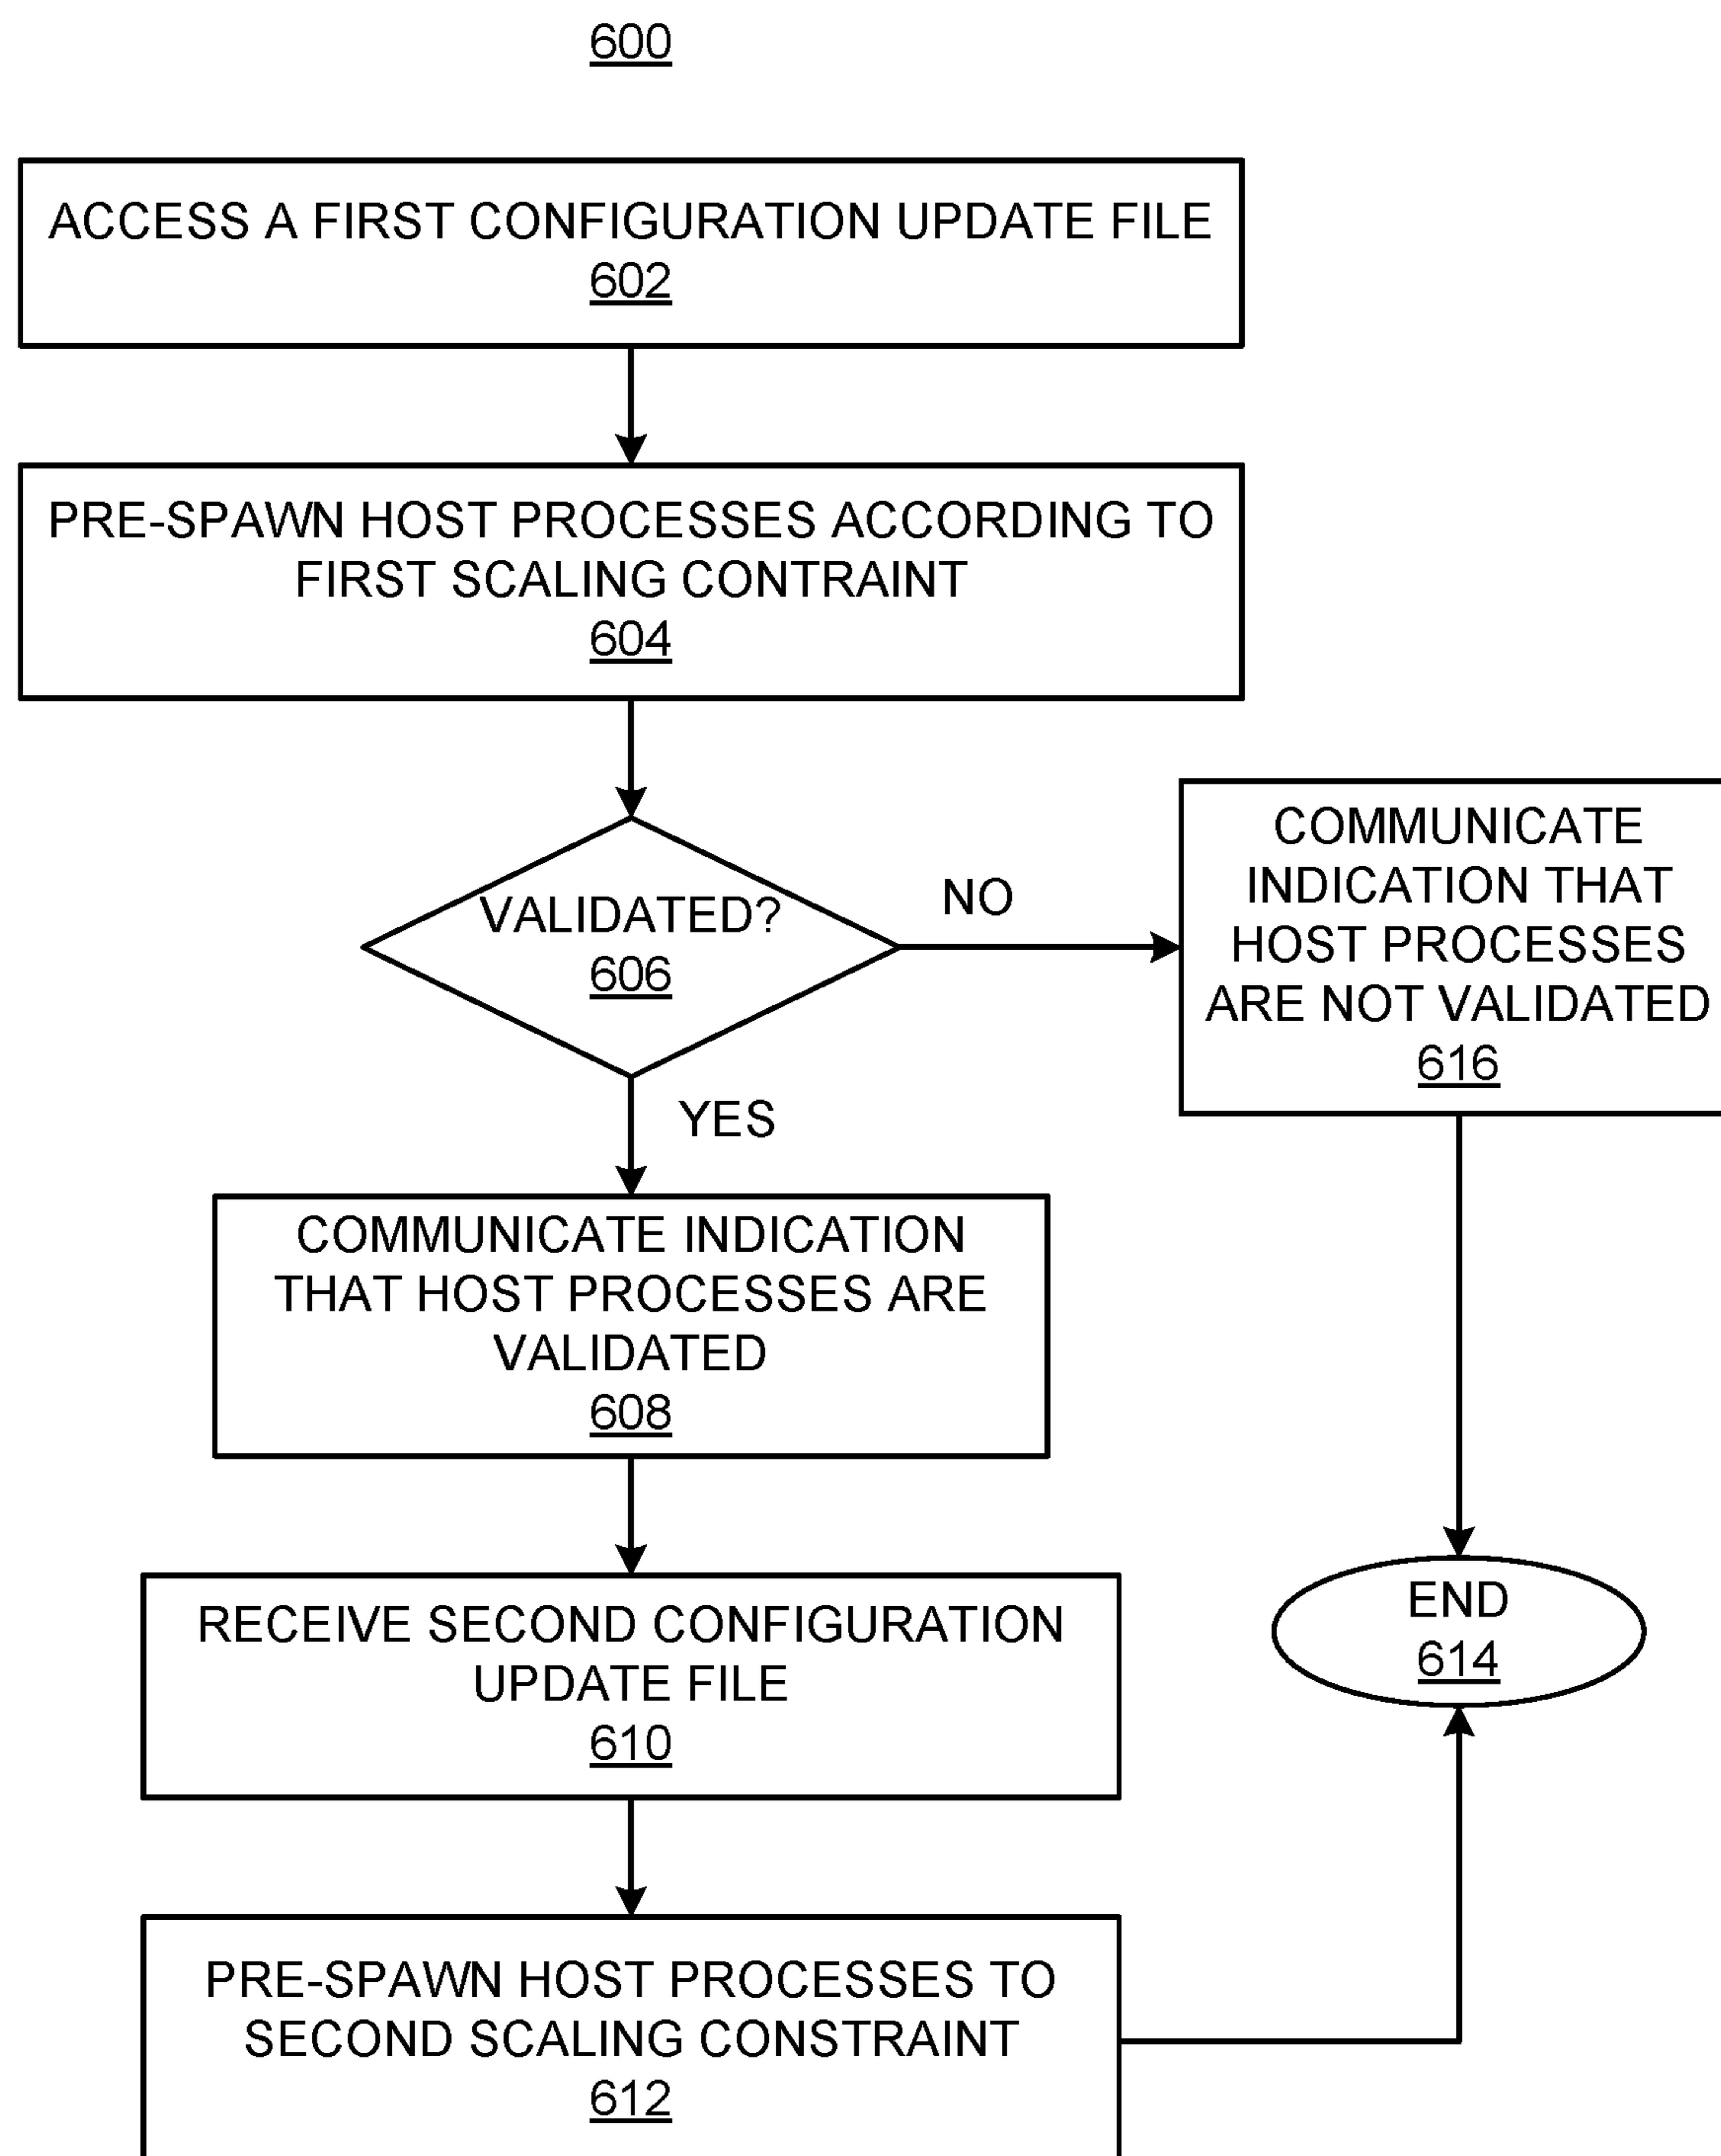 600
ACCESS A FIRST CONFIGURATION UPDATE FILE
602
PRE-SPAWN HOST PROCESSES ACCORDING TO
FIRST SCALING CONTRAINT
604
VALIDATED?
606
NO
COMMUNICATE
INDICATION THAT
HOST PROCESSES
ARE NOT VALIDATED
616
YES
COMMUNICATE INDICATION
THAT HOST PROCESSES ARE
VALIDATED
608
RECEIVE SECOND CONFIGURATION
UPDATE FILE
610
END
614
PRE-SPAWN HOST PROCESSES TO
SECOND SCALING CONSTRAINT
612